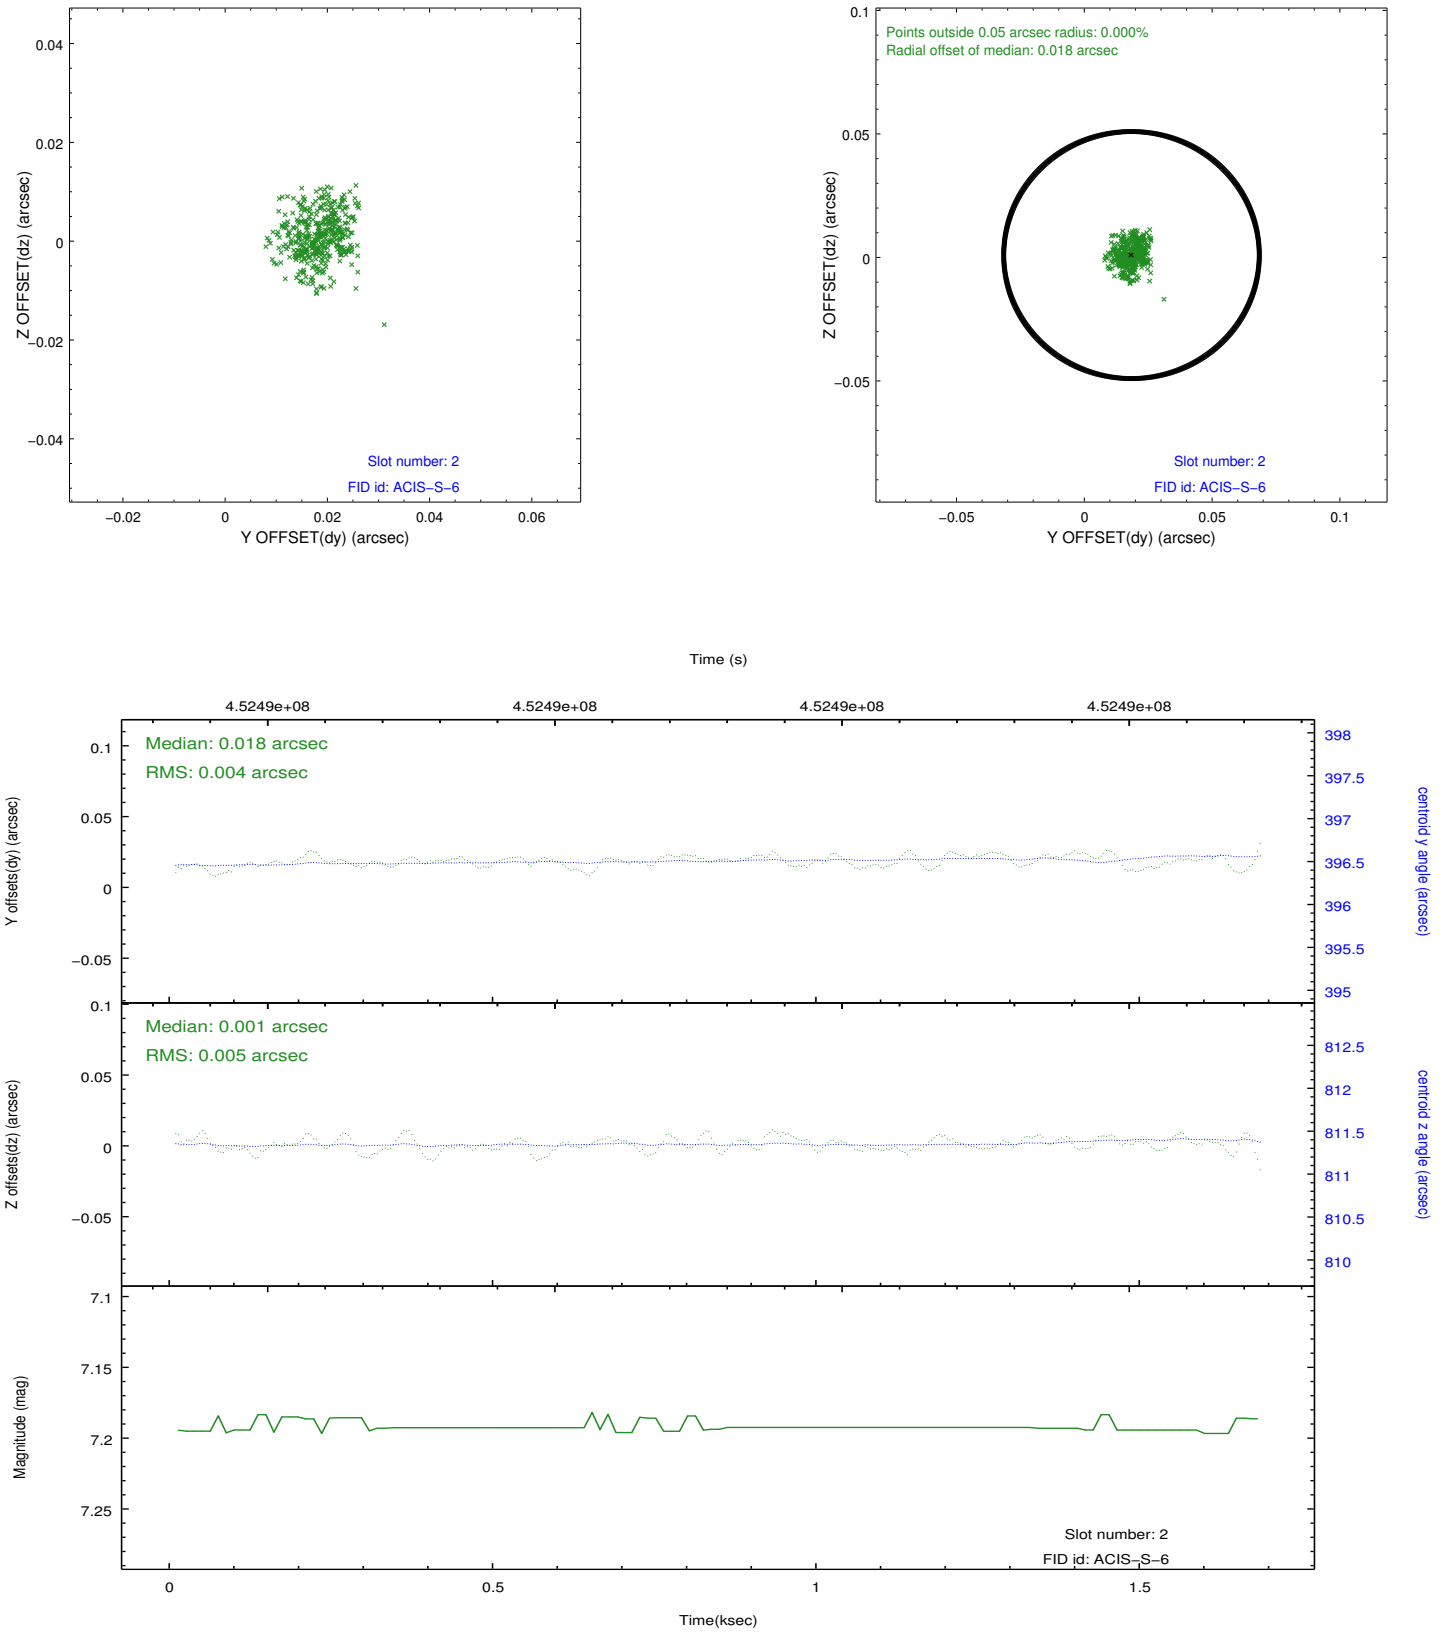 0.04
0.02
0
−0.02
−0.04
Z OFFSET(dz) (arcsec)
Slot number: 2
FID id: ACIS−S−6
−0.02 0 0.02 0.04 0.06
Y OFFSET(dy) (arcsec)
Points outside 0.05 arcsec radius: 0.000%
Radial offset of median: 0.018 arcsec
0.1
0.05
0
−0.05
Z OFFSET(dz) (arcsec)
Slot number: 2
FID id: ACIS−S−6
−0.05 0 0.05 0.1
Y OFFSET(dy) (arcsec)
Time (s)
4.5249e+08 4.5249e+08 4.5249e+08 4.5249e+08
Median: 0.018 arcsec
RMS: 0.004 arcsec
0.1
0.05
0
−0.05
Y offsets(dy) (arcsec)
398
397.5
397
396.5
396
395.5
395
centroid y angle (arcsec)
Median: 0.001 arcsec
RMS: 0.005 arcsec
0.1
0.05
0
−0.05
Z offsets(dz) (arcsec)
812.5
812
811.5
811
810.5
810
centroid z angle (arcsec)
7.1
7.15
7.2
7.25
Magnitude (mag)
Slot number: 2
FID id: ACIS−S−6
0 0.5 1 1.5
Time(ksec)